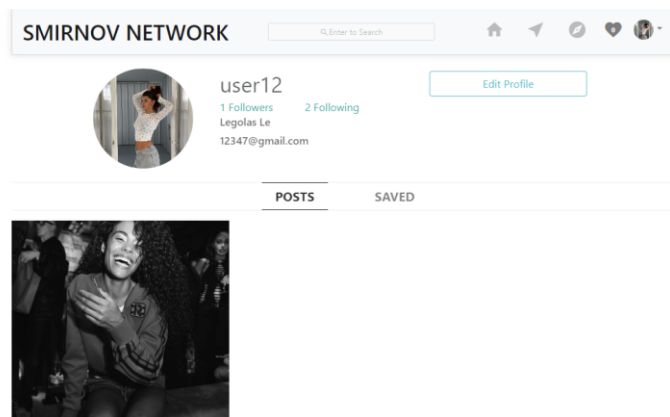 SMIRNOV NETWORK
Enter to Search
0
user12
Edit Profile
1 Followers 2 Following
Legolas Le
12347@gmail.com
POSTS SAVED